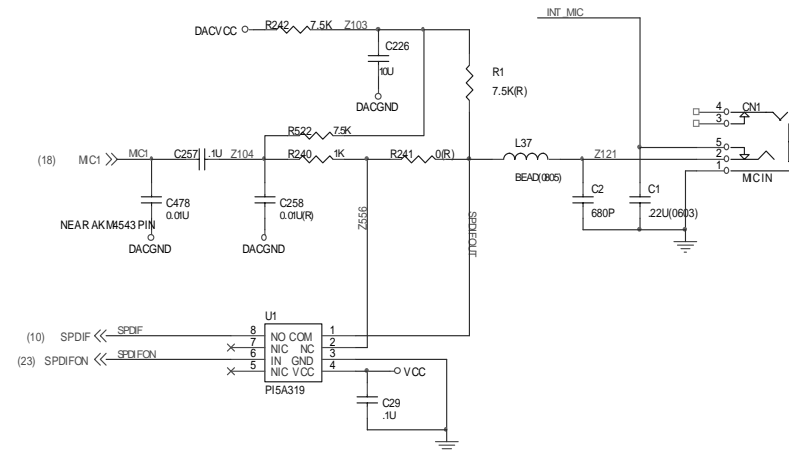 INT_MIC
DACVCC R242 7.5K Z103
C226
10U
DACGND
R1
7.5K(R)
CN1
4
3
5
2
1
MICIN
R522 7.5K
(18) MIC1 MIC1 C257 .1U Z104 R240 1K R241 0(R)
L37
BEAD(0805)
Z121
C478
0.01U
NEAR AKM4543 PIN
DACGND
C258
0.01U(R)
DACGND
Z556
SPDIFOUT
C2
680P
C1
.22U(0603)
U1
(10) SPDIF SPDIF 8 NO COM 1
7 NIC NC 2
(23) SPDIFON SPDIFON 6 IN GND 3
5 NIC VCC 4 VCC
PI5A319
C29
.1U